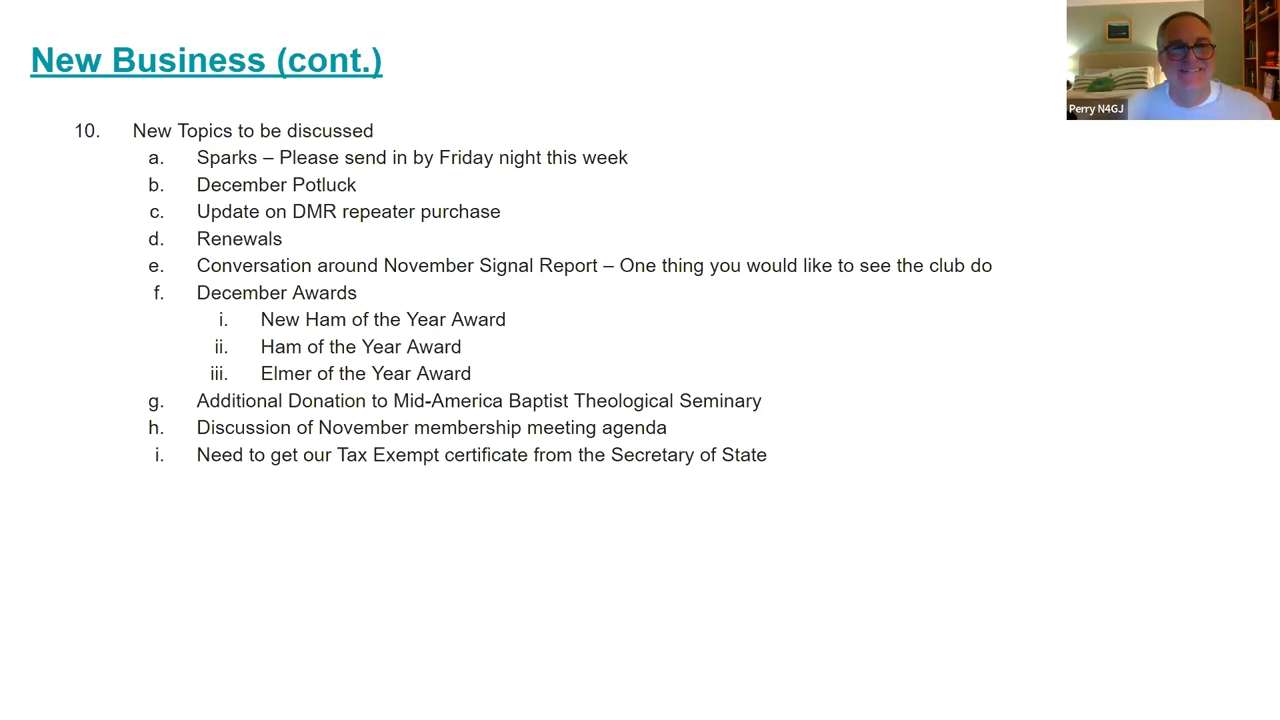 New Business (cont.)
Perry N4GJ
10. New Topics to be discussed
a. Sparks – Please send in by Friday night this week
b. December Potluck
c. Update on DMR repeater purchase
d. Renewals
e. Conversation around November Signal Report – One thing you would like to see the club do
f. December Awards
i. New Ham of the Year Award
ii. Ham of the Year Award
iii. Elmer of the Year Award
g. Additional Donation to Mid-America Baptist Theological Seminary
h. Discussion of November membership meeting agenda
i. Need to get our Tax Exempt certificate from the Secretary of State